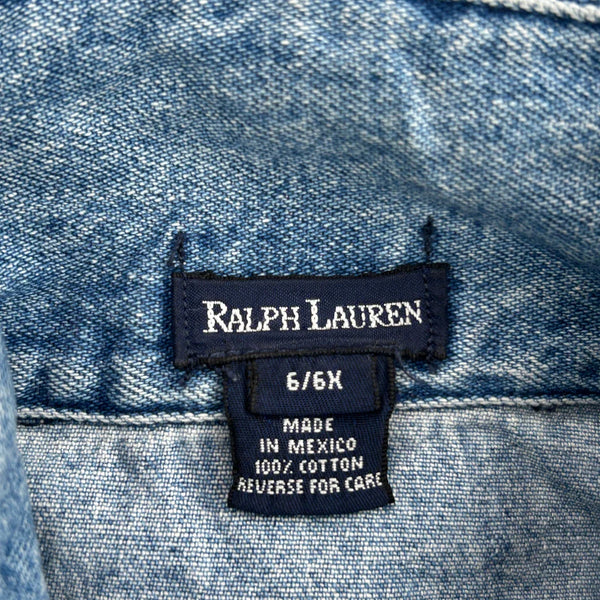 RALPH LAUREN
6/6X
MADE
IN MEXICO
100% COTTON
REVERSE FOR CARE